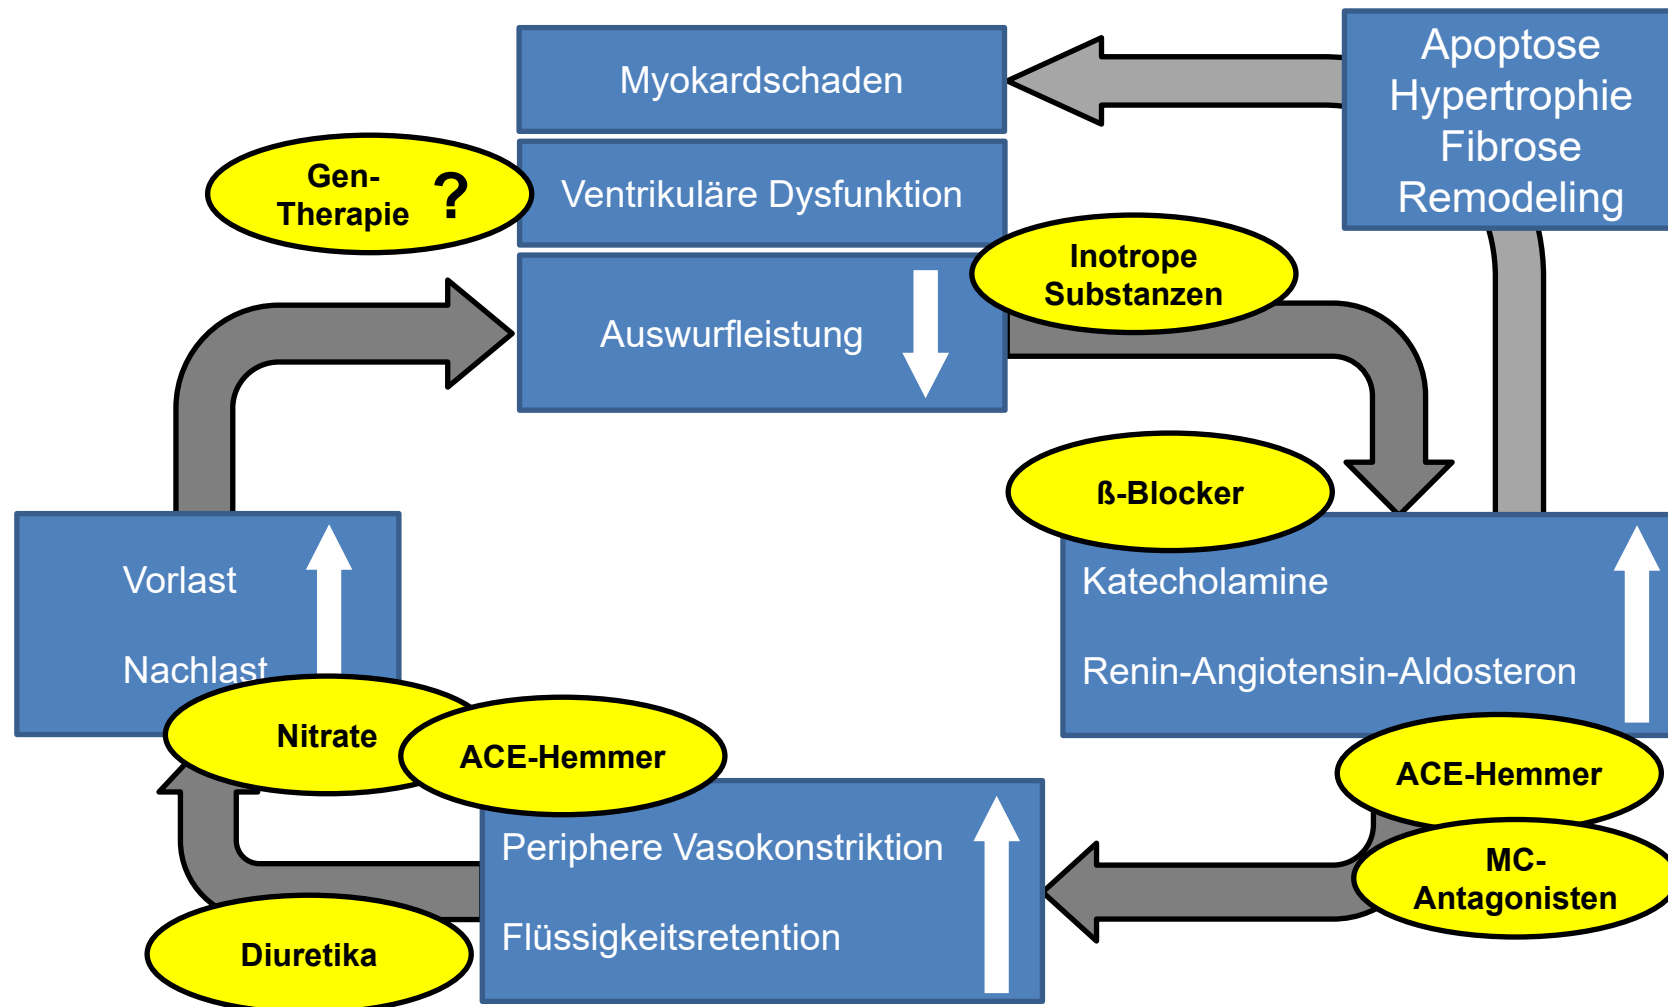 Myokardschaden
Apoptose
Hypertrophie
Fibrose
Remodeling
Gen-
Therapie ?
Ventrikuläre Dysfunktion
Inotrope
Substanzen
Auswurfleistung
ß-Blocker
Vorlast
Nachlast
Katecholamine
Renin-Angiotensin-Aldosteron
Nitrate
ACE-Hemmer
ACE-Hemmer
MC-
Antagonisten
Periphere Vasokonstriktion
Flüssigkeitsretention
Diuretika